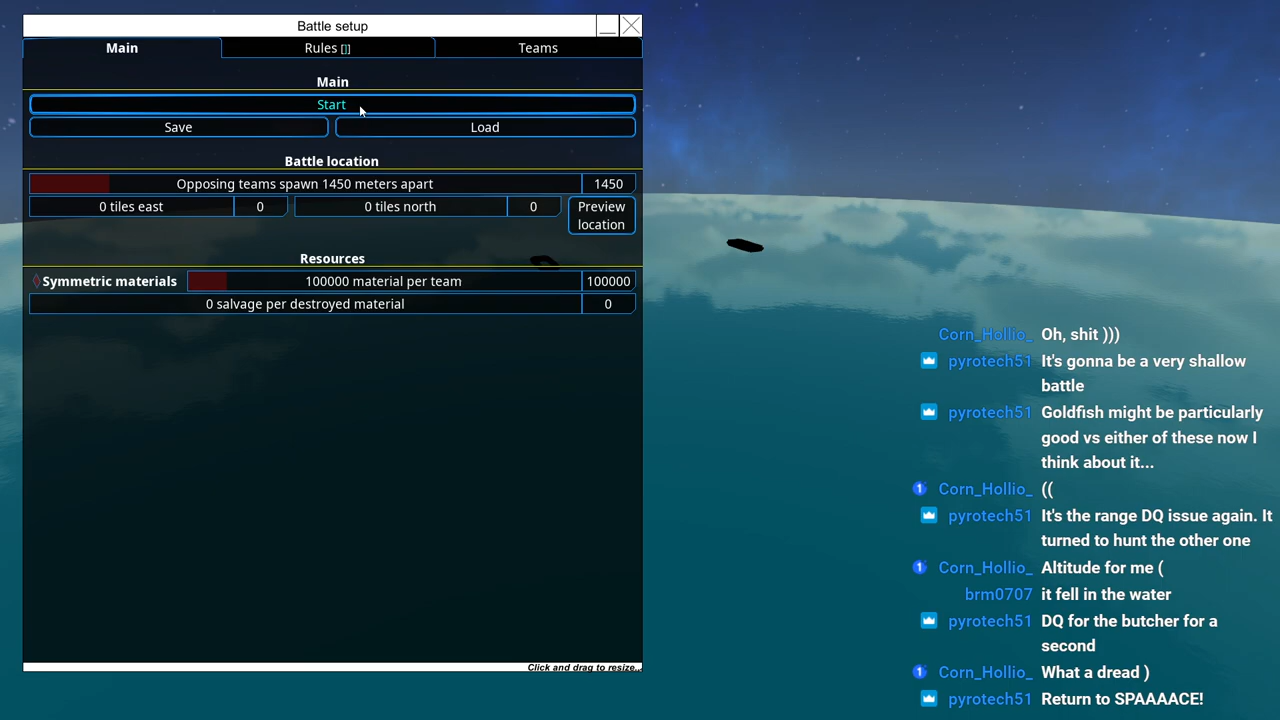 Battle setup
Main
Rules []
Teams
Main
Start
Save
Load
Battle location
Opposing teams spawn 1450 meters apart
1450
0 tiles east
0
0 tiles north
0
Preview
location
Resources
Symmetric materials
100000 material per team
100000
0 salvage per destroyed material
0
Click and drag to resize..
Corn_Hollio_ Oh, shit )))
pyrotech51 It's gonna be a very shallow
battle
pyrotech51 Goldfish might be particularly
good vs either of these now I
think about it...
1 Corn_Hollio_ ((
pyrotech51 It's the range DQ issue again. It
turned to hunt the other one
1 Corn_Hollio_ Altitude for me (
brm0707 it fell in the water
pyrotech51 DQ for the butcher for a
second
1 Corn_Hollio_ What a dread )
pyrotech51 Return to SPAAAACE!